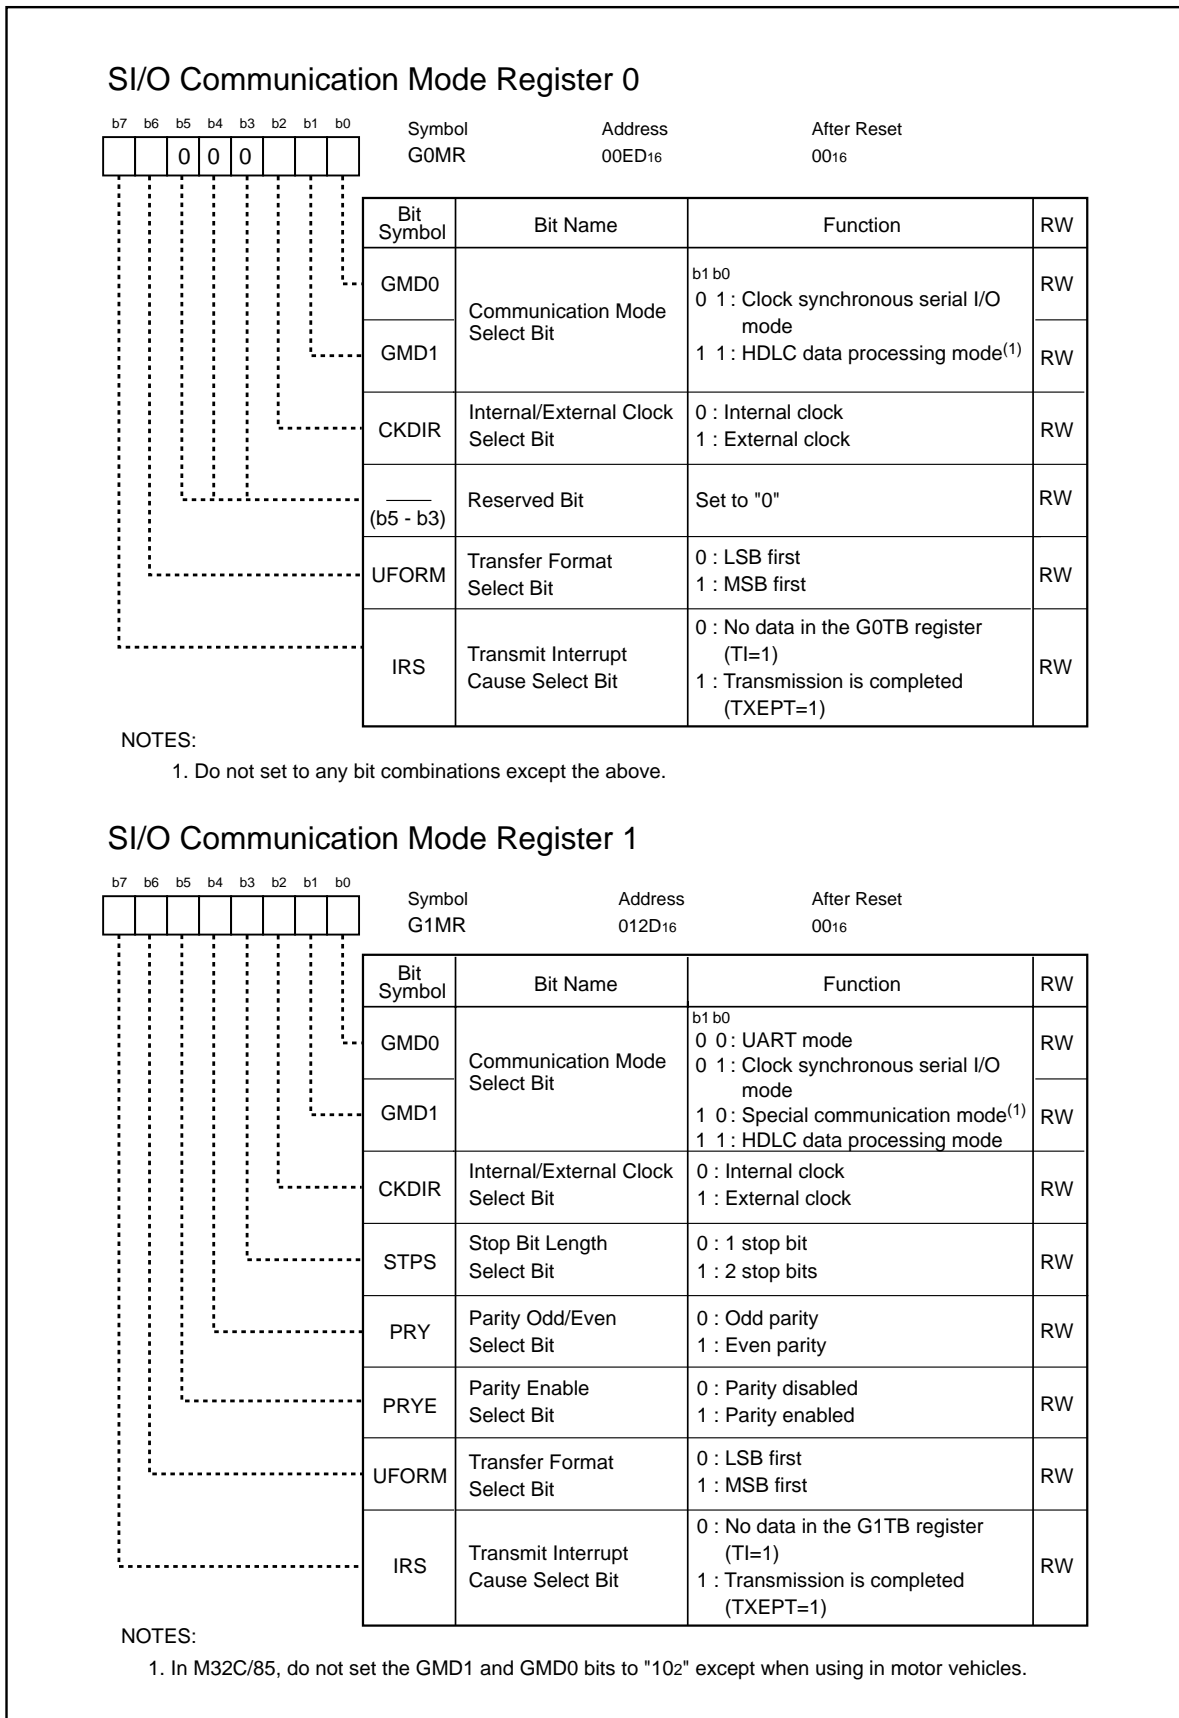 SI/O Communication Mode Register 0
b7 b6 b5 b4 b3 b2 b1 b0
0 0 0
Symbol Address After Reset
G0MR 00ED16 0016
Bit Symbol Bit Name Function RW
GMD0
GMD1
Communication Mode
Select Bit
b1 b0
0 1 : Clock synchronous serial I/O
mode
1 1 : HDLC data processing mode(1)
RW
RW
CKDIR
Internal/External Clock
Select Bit
0 : Internal clock
1 : External clock
RW
(b5 - b3)
Reserved Bit
Set to "0"
RW
UFORM
Transfer Format
Select Bit
0 : LSB first
1 : MSB first
RW
IRS
Transmit Interrupt
Cause Select Bit
0 : No data in the G0TB register
(TI=1)
1 : Transmission is completed
(TXEPT=1)
RW
NOTES:
1. Do not set to any bit combinations except the above.
SI/O Communication Mode Register 1
b7 b6 b5 b4 b3 b2 b1 b0
Symbol Address After Reset
G1MR 012D16 0016
Bit Symbol Bit Name Function RW
GMD0
GMD1
Communication Mode
Select Bit
b1 b0
0 0 : UART mode
0 1 : Clock synchronous serial I/O
mode
1 0 : Special communication mode(1)
1 1 : HDLC data processing mode
RW
RW
CKDIR
Internal/External Clock
Select Bit
0 : Internal clock
1 : External clock
RW
STPS
Stop Bit Length
Select Bit
0 : 1 stop bit
1 : 2 stop bits
RW
PRY
Parity Odd/Even
Select Bit
0 : Odd parity
1 : Even parity
RW
PRYE
Parity Enable
Select Bit
0 : Parity disabled
1 : Parity enabled
RW
UFORM
Transfer Format
Select Bit
0 : LSB first
1 : MSB first
RW
IRS
Transmit Interrupt
Cause Select Bit
0 : No data in the G1TB register
(TI=1)
1 : Transmission is completed
(TXEPT=1)
RW
NOTES:
1. In M32C/85, do not set the GMD1 and GMD0 bits to "102" except when using in motor vehicles.